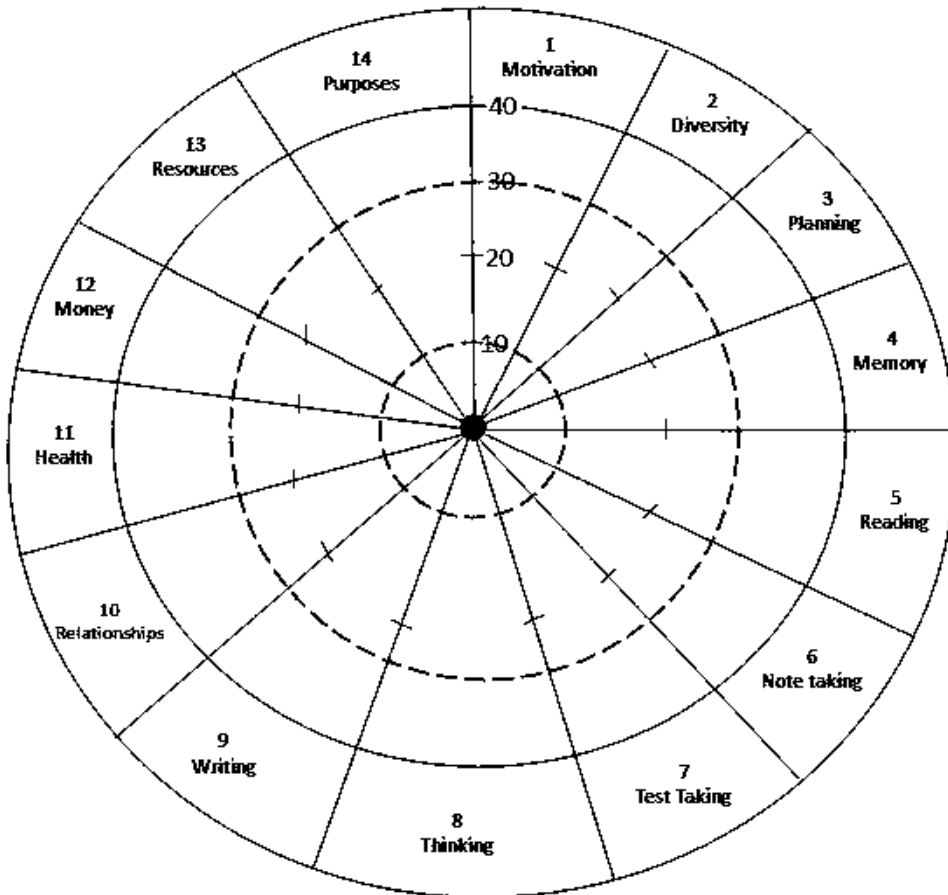 1
Motivation
2
Diversity
3
Planning
4
Memory
5
Reading
6
Note taking
7
Test Taking
8
Thinking
9
Writing
10
Relationships
11
Health
12
Money
13
Resources
14
Purposes
40
30
20
10